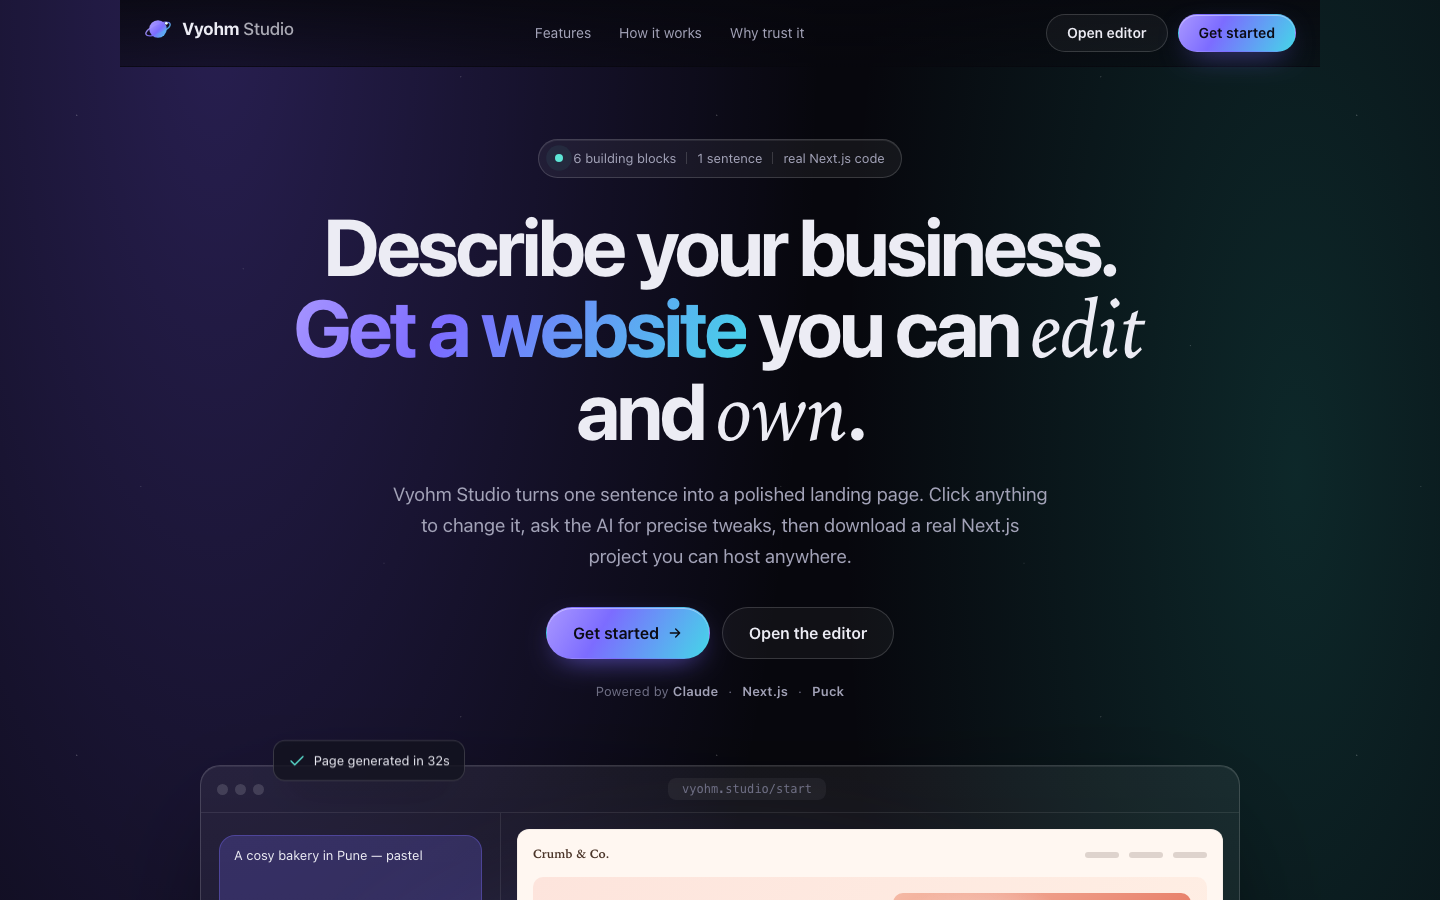 Vyohm Studio
Features
How it works
Why trust it
Open editor
Get started
6 building blocks
1 sentence
real Next.js code
Describe your business.
Get a website you can edit
and own.
Vyohm Studio turns one sentence into a polished landing page. Click anything
to change it, ask the AI for precise tweaks, then download a real Next.js
project you can host anywhere.
Get started →
Open the editor
Powered by Claude · Next.js · Puck
Page generated in 32s
vyohm.studio/start
A cosy bakery in Pune — pastel
Crumb & Co.